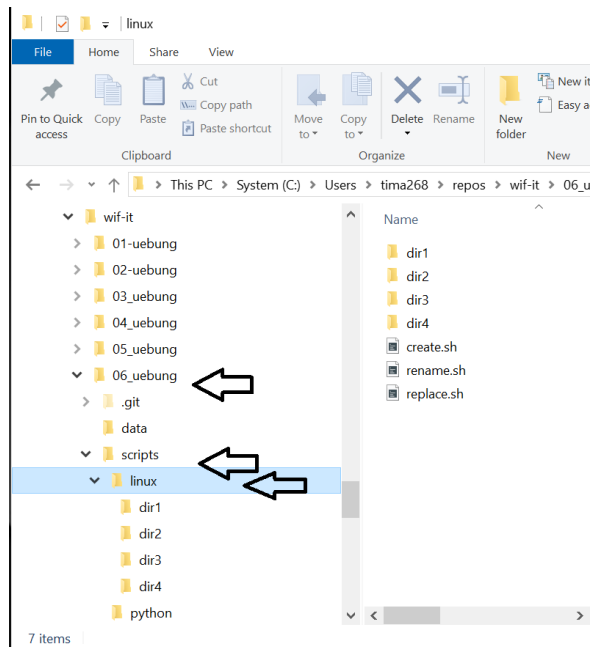 linux
File Home Share View
Pin to Quick access Copy Paste Cut Copy path Paste shortcut Move to Copy to Delete Rename New folder New it Easy a
Clipboard Organize New
This PC > System (C:) > Users > tima268 > repos > wif-it > 06_u
wif-it
01-uebung
02-uebung
03_uebung
04_uebung
05_uebung
06_uebung
.git
data
scripts
linux
dir1
dir2
dir3
dir4
python
Name
dir1
dir2
dir3
dir4
create.sh
rename.sh
replace.sh
7 items